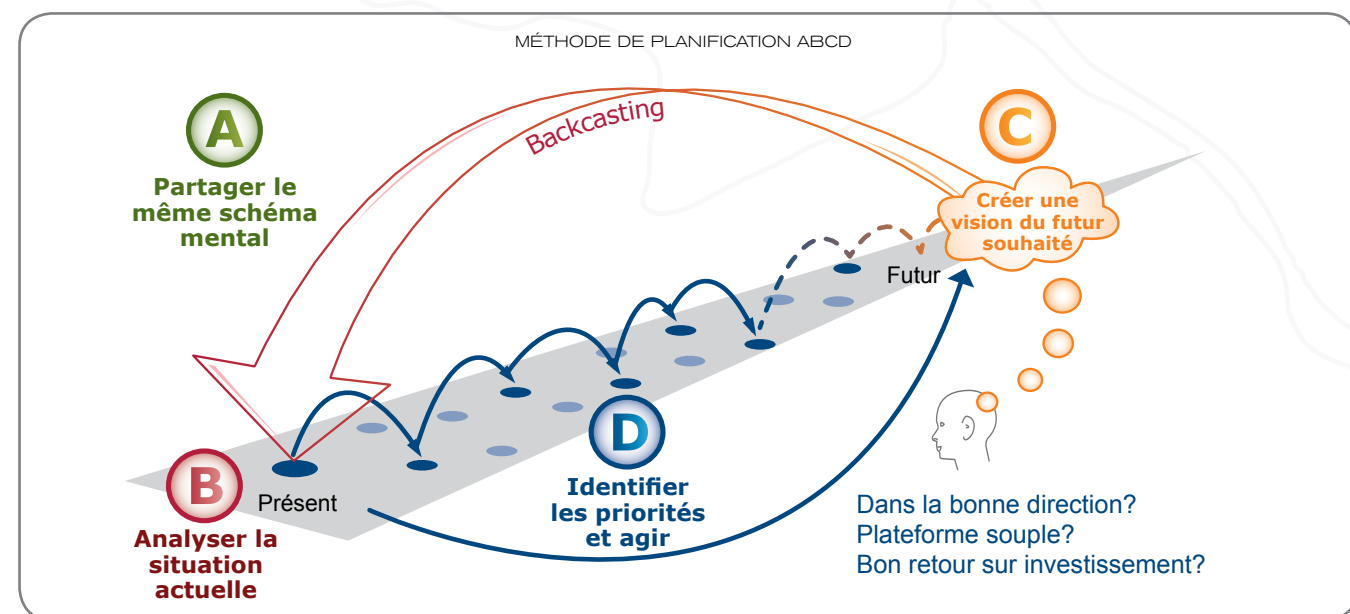 MÉTHODE DE PLANIFICATION ABCD
A
Partager le
même schéma
mental
Backcasting
C
Créer une
vision du futur
souhaité
Futur
B
Présent
Analyser la
situation
actuelle
D
Identifier
les priorités
et agir
Dans la bonne direction?
Plateforme souple?
Bon retour sur investissement?